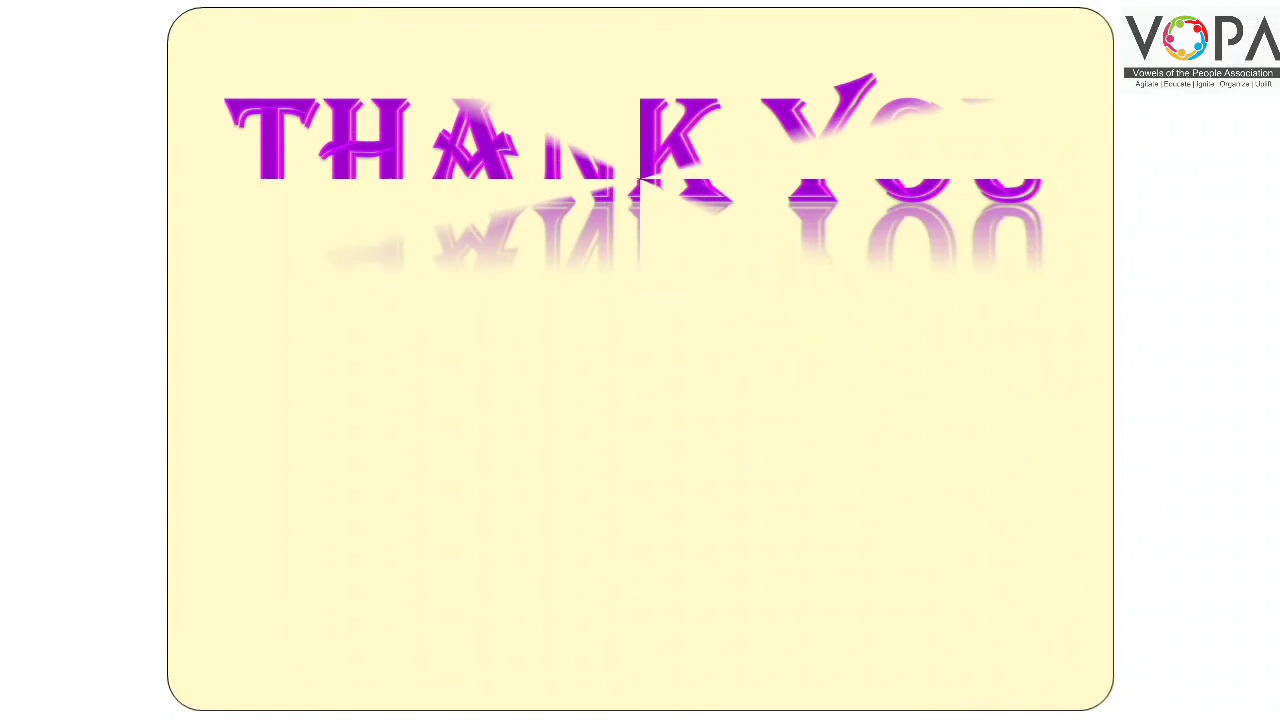 THANK YOU
VOPA
Vowels of the People Association
Agitate | Educate | Ignite | Organize | Uplift